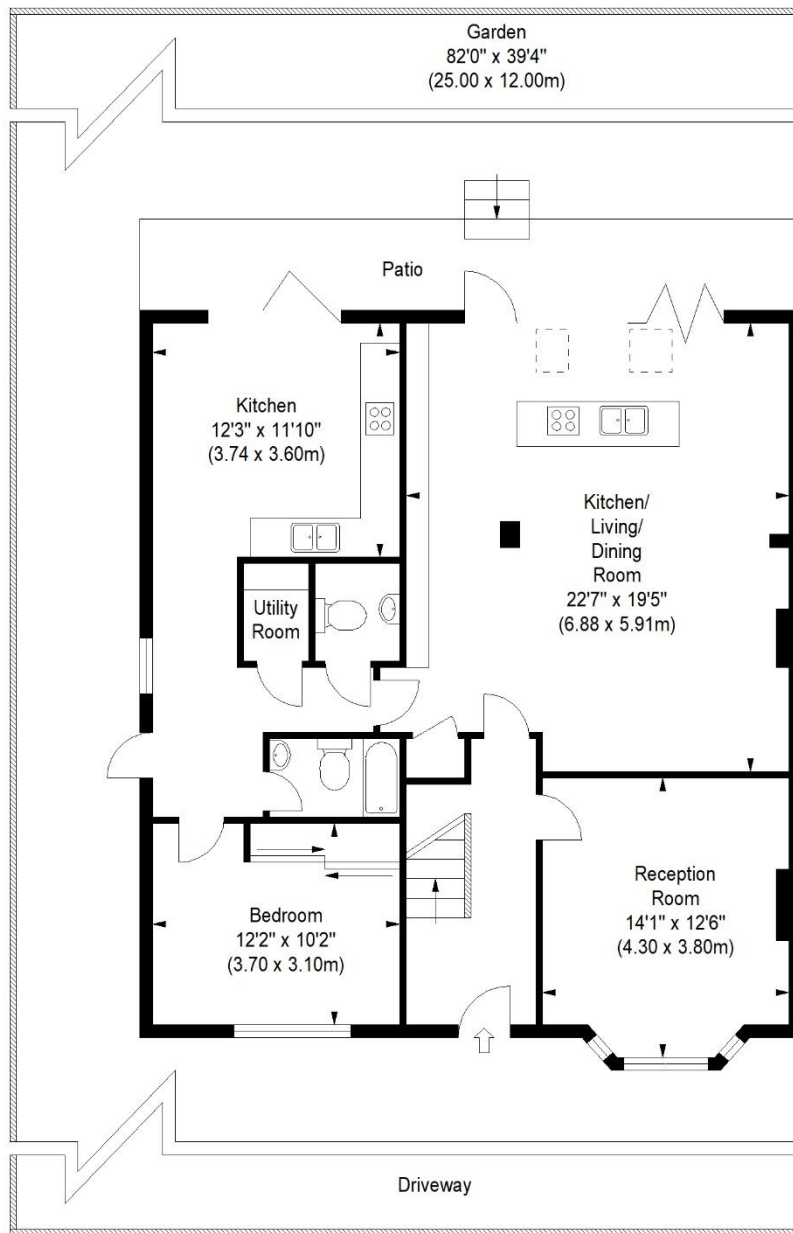 Garden
82'0" x 39'4"
(25.00 x 12.00m)
Patio
Kitchen
12'3" x 11'10"
(3.74 x 3.60m)
Kitchen/
Living/
Dining
Room
22'7" x 19'5"
(6.88 x 5.91m)
Utility
Room
Bedroom
12'2" x 10'2"
(3.70 x 3.10m)
Reception
Room
14'1" x 12'6"
(4.30 x 3.80m)
Driveway